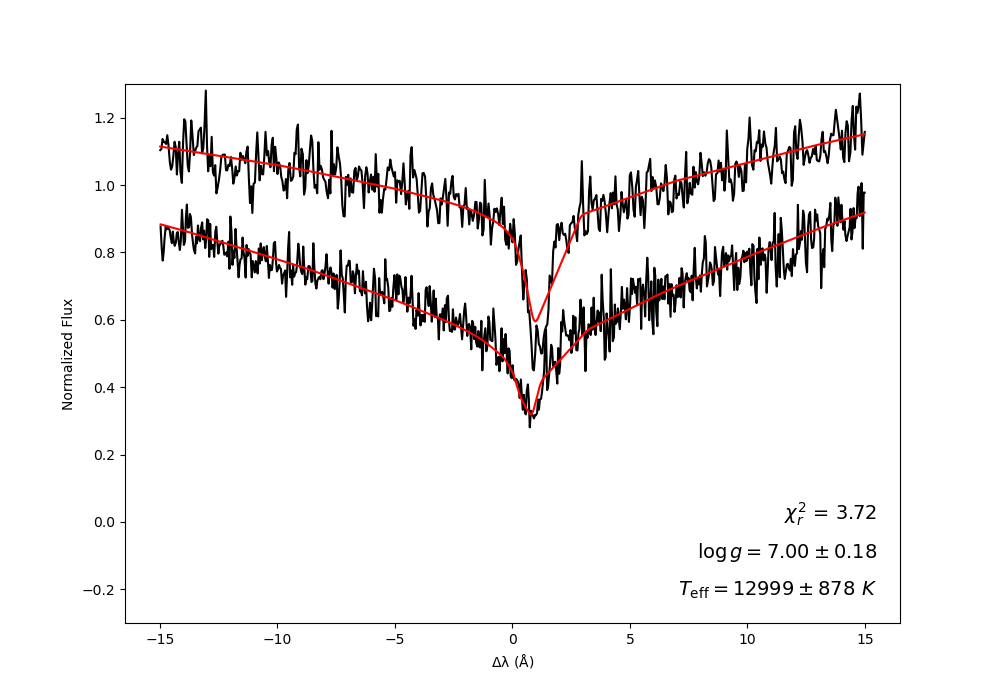 1.2
1.0
0.8
0.6
0.4
0.2
0.0
−0.2
Normalized Flux
χ²ᵣ = 3.72
log g = 7.00 ± 0.18
T_eff = 12999 ± 878 K
−15 −10 −5 0 5 10 15
Δλ (Å)